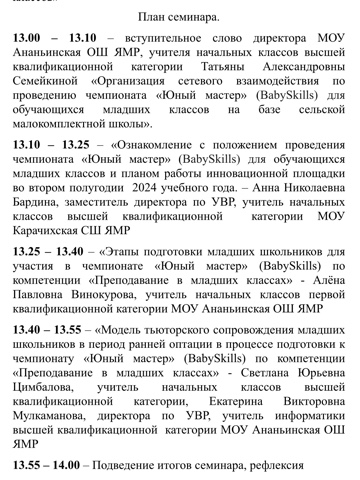 План семинара.
13.00 – 13.10 – вступительное слово директора МОУ
Ананьинская ОШ ЯМР, учителя начальных классов высшей
квалификационной категории Татьяны Александровны
Семейкиной «Организация сетевого взаимодействия по
проведению чемпионата «Юный мастер» (BabySkills) для
обучающихся младших классов на базе сельской
малокомплектной школы».
13.10 – 13.25 – «Ознакомление с положением проведения
чемпионата «Юный мастер» (BabySkills) для обучающихся
младших классов и планом работы инновационной площадки
во втором полугодии 2024 учебного года. – Анна Николаевна
Бардина, заместитель директора по УВР, учитель начальных
классов высшей квалификационной категории МОУ
Карачихская СШ ЯМР
13.25 – 13.40 – «Этапы подготовки младших школьников для
участия в чемпионате «Юный мастер» (BabySkills) по
компетенции «Преподавание в младших классах» - Алёна
Павловна Винокурова, учитель начальных классов первой
квалификационной категории МОУ Ананьинская ОШ ЯМР
13.40 – 13.55 – «Модель тьюторского сопровождения младших
школьников в период ранней оптации в процессе подготовки к
чемпионату «Юный мастер» (BabySkills) по компетенции
«Преподавание в младших классах» - Светлана Юрьевна
Цимбалова, учитель начальных классов высшей
квалификационной категории, Екатерина Викторовна
Мулкаманова, директора по УВР, учитель информатики
высшей квалификационной категории МОУ Ананьинская ОШ
ЯМР
13.55 – 14.00 – Подведение итогов семинара, рефлексия